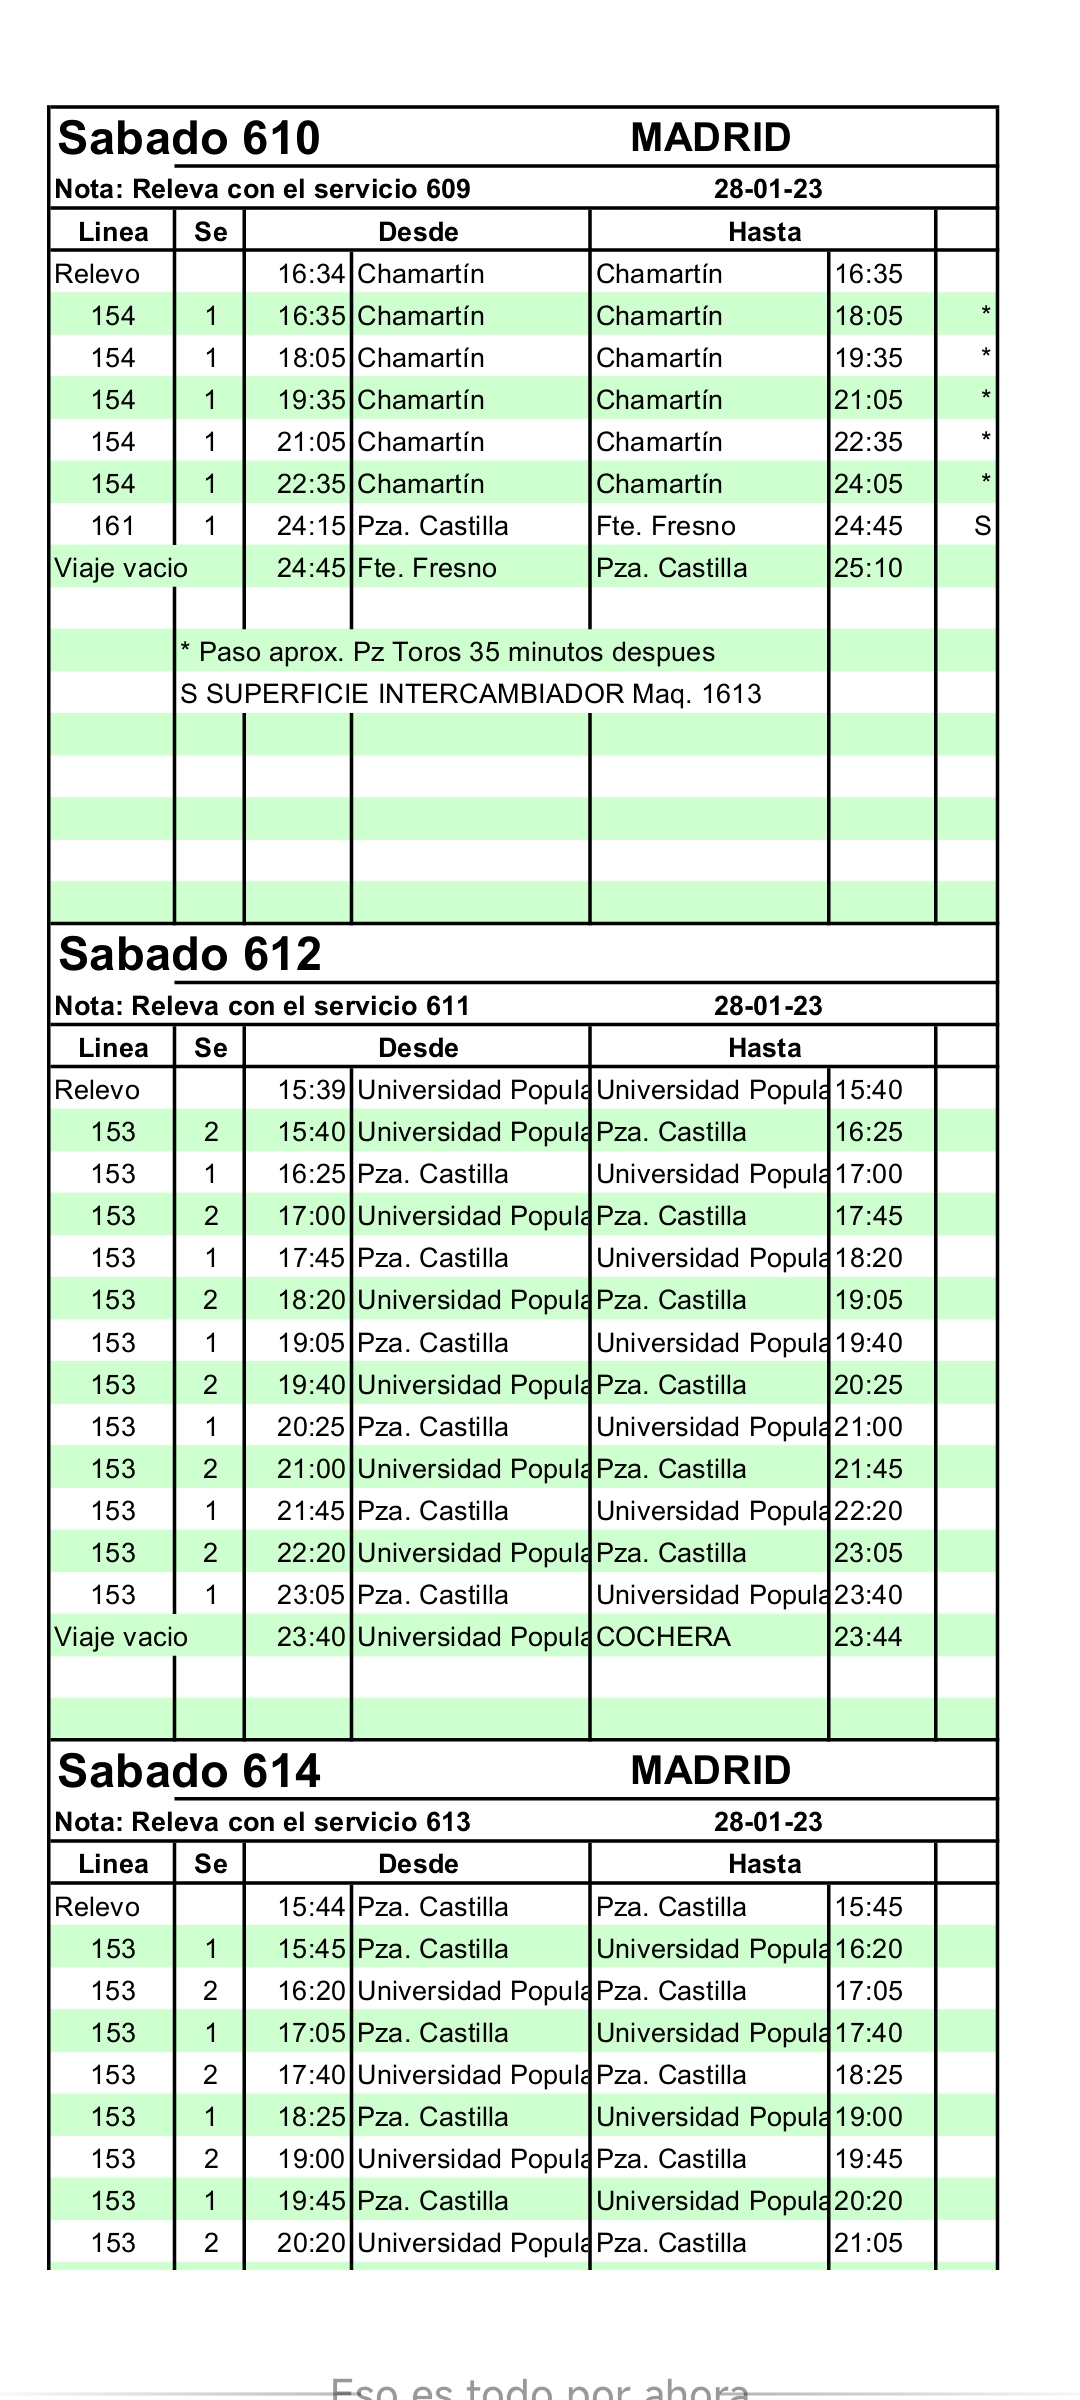 Sabado 610 MADRID
Nota: Releva con el servicio 609 28-01-23
Linea Se Desde Hasta
Relevo 16:34 Chamartín Chamartín 16:35
154 1 16:35 Chamartín Chamartín 18:05 *
154 1 18:05 Chamartín Chamartín 19:35 *
154 1 19:35 Chamartín Chamartín 21:05 *
154 1 21:05 Chamartín Chamartín 22:35 *
154 1 22:35 Chamartín Chamartín 24:05 *
161 1 24:15 Pza. Castilla Fte. Fresno 24:45 S
Viaje vacio 24:45 Fte. Fresno Pza. Castilla 25:10
* Paso aprox. Pz Toros 35 minutos despues
S SUPERFICIE INTERCAMBIADOR Maq. 1613
Sabado 612
Nota: Releva con el servicio 611 28-01-23
Linea Se Desde Hasta
Relevo 15:39 Universidad Popula Universidad Popula 15:40
153 2 15:40 Universidad Popula Pza. Castilla 16:25
153 1 16:25 Pza. Castilla Universidad Popula 17:00
153 2 17:00 Universidad Popula Pza. Castilla 17:45
153 1 17:45 Pza. Castilla Universidad Popula 18:20
153 2 18:20 Universidad Popula Pza. Castilla 19:05
153 1 19:05 Pza. Castilla Universidad Popula 19:40
153 2 19:40 Universidad Popula Pza. Castilla 20:25
153 1 20:25 Pza. Castilla Universidad Popula 21:00
153 2 21:00 Universidad Popula Pza. Castilla 21:45
153 1 21:45 Pza. Castilla Universidad Popula 22:20
153 2 22:20 Universidad Popula Pza. Castilla 23:05
153 1 23:05 Pza. Castilla Universidad Popula 23:40
Viaje vacio 23:40 Universidad Popula COCHERA 23:44
Sabado 614 MADRID
Nota: Releva con el servicio 613 28-01-23
Linea Se Desde Hasta
Relevo 15:44 Pza. Castilla Pza. Castilla 15:45
153 1 15:45 Pza. Castilla Universidad Popula 16:20
153 2 16:20 Universidad Popula Pza. Castilla 17:05
153 1 17:05 Pza. Castilla Universidad Popula 17:40
153 2 17:40 Universidad Popula Pza. Castilla 18:25
153 1 18:25 Pza. Castilla Universidad Popula 19:00
153 2 19:00 Universidad Popula Pza. Castilla 19:45
153 1 19:45 Pza. Castilla Universidad Popula 20:20
153 2 20:20 Universidad Popula Pza. Castilla 21:05
Eso es todo por ahora